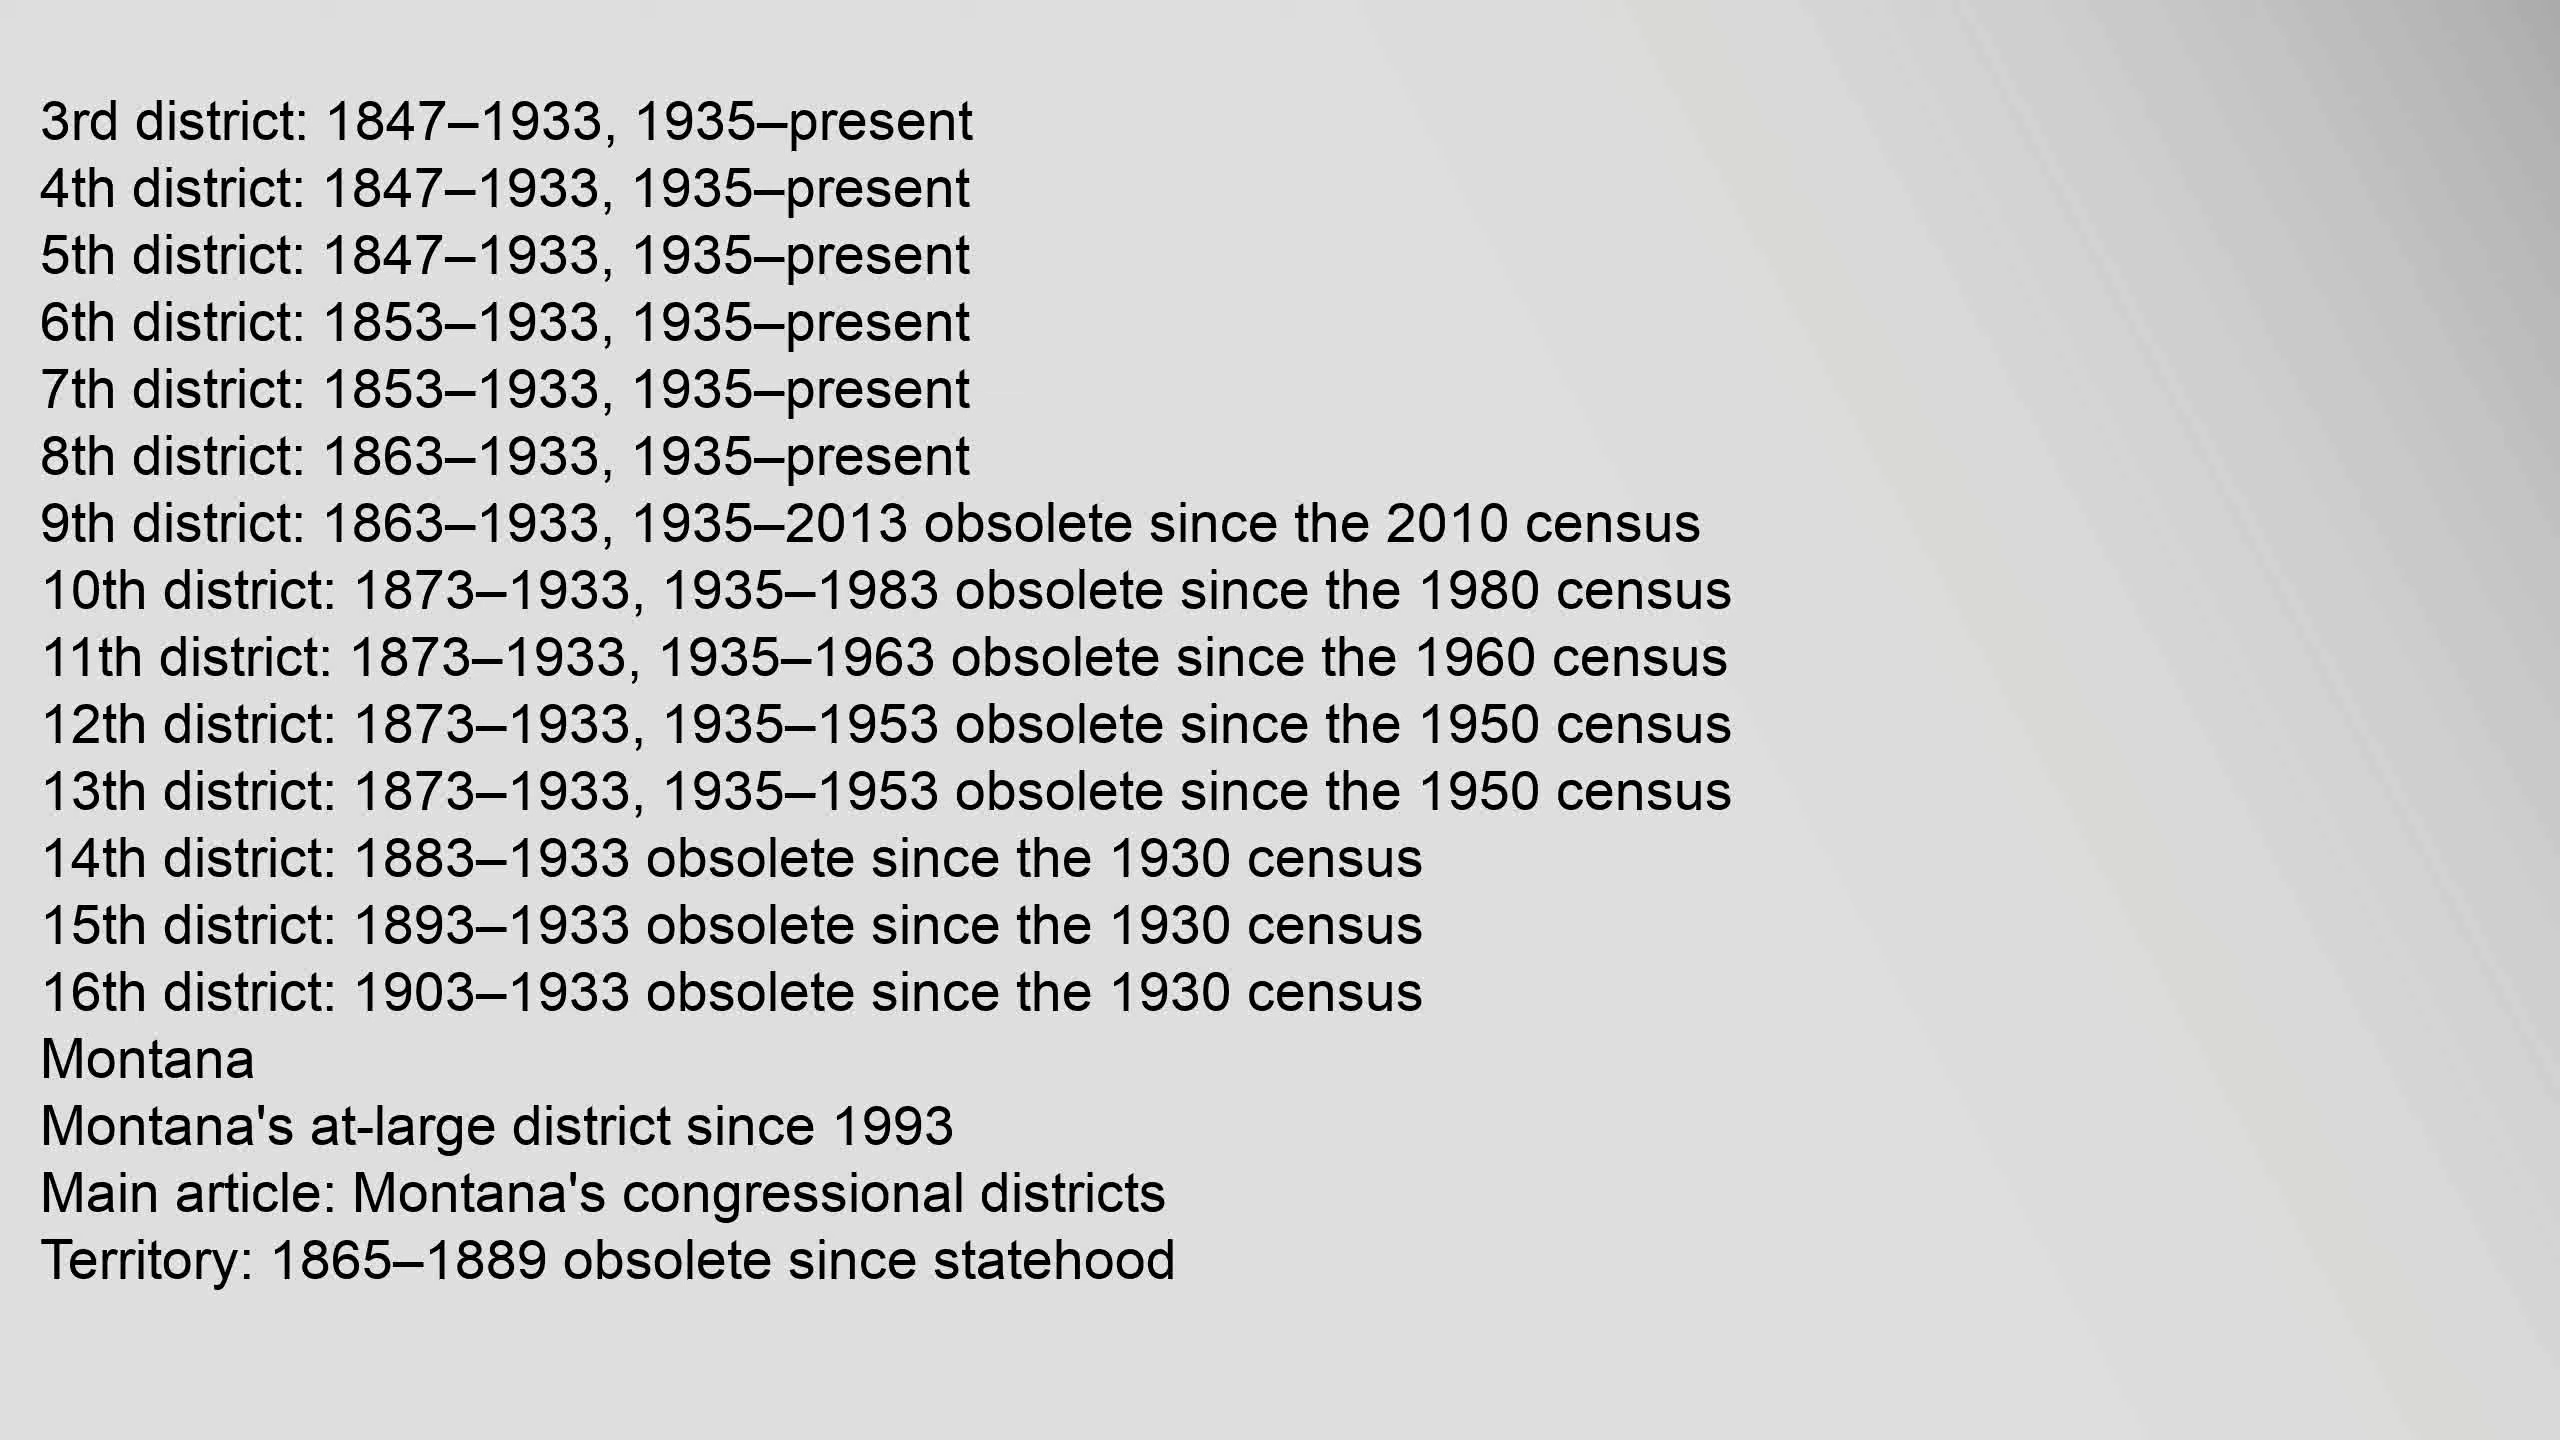 3rd district: 1847–1933, 1935–present
4th district: 1847–1933, 1935–present
5th district: 1847–1933, 1935–present
6th district: 1853–1933, 1935–present
7th district: 1853–1933, 1935–present
8th district: 1863–1933, 1935–present
9th district: 1863–1933, 1935–2013 obsolete since the 2010 census
10th district: 1873–1933, 1935–1983 obsolete since the 1980 census
11th district: 1873–1933, 1935–1963 obsolete since the 1960 census
12th district: 1873–1933, 1935–1953 obsolete since the 1950 census
13th district: 1873–1933, 1935–1953 obsolete since the 1950 census
14th district: 1883–1933 obsolete since the 1930 census
15th district: 1893–1933 obsolete since the 1930 census
16th district: 1903–1933 obsolete since the 1930 census
Montana
Montana's at-large district since 1993
Main article: Montana's congressional districts
Territory: 1865–1889 obsolete since statehood